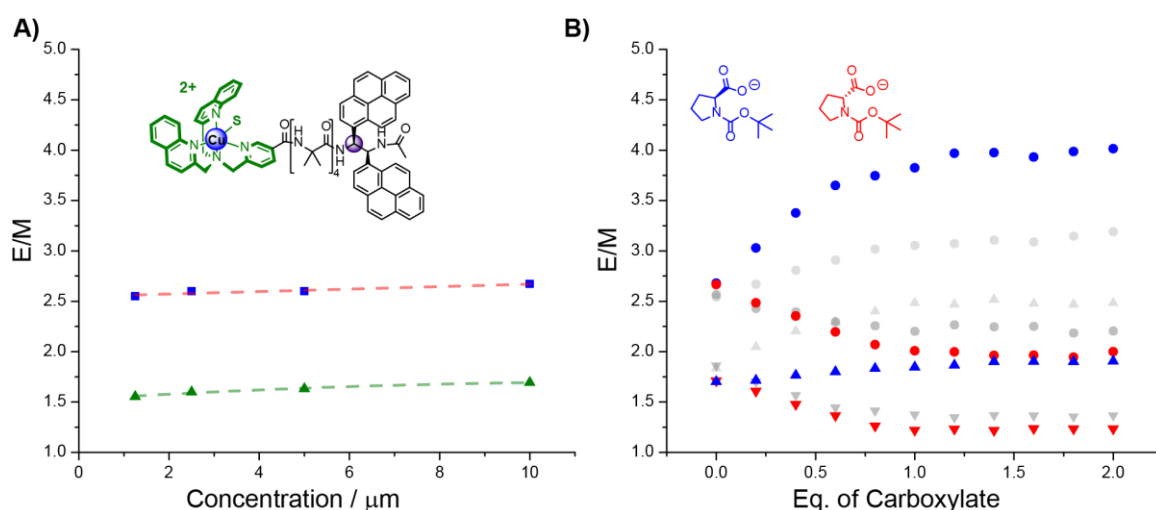 A)
5.0
4.5
4.0
3.5
3.0
2.5
2.0
1.5
1.0
E/M
0
2
4
6
8
10
Concentration / μm
2+
N
S
Cu
N
N
N
O
H
N
O
4
H
N
H
N
O
B)
5.0
4.5
4.0
3.5
3.0
2.5
2.0
1.5
1.0
E/M
0.0
0.5
1.0
1.5
2.0
Eq. of Carboxylate
O
O
⊖
N
O
O
O
O
⊖
N
O
O